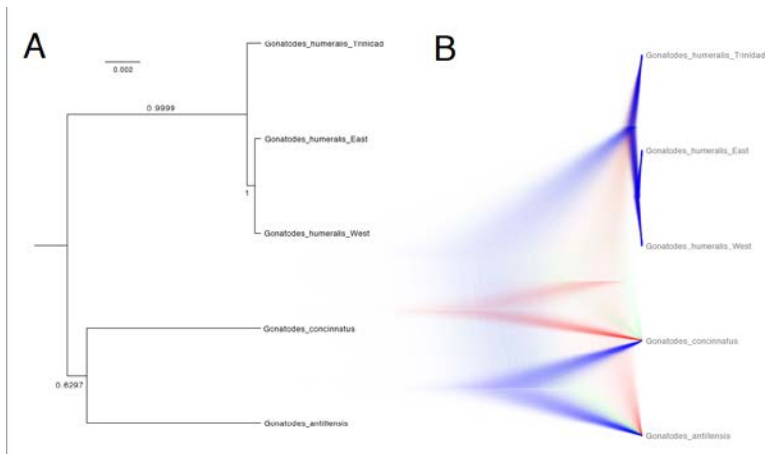 A
Gonatodes_humeralis_Trinidad
0.002
0.9999
Gonatodes_humeralis_East
1
Gonatodes_humeralis_West
Gonatodes_concinnatus
0.6297
Gonatodes_antillensis
B
Gonatodes_humeralis_Trinidad
Gonatodes_humeralis_East
Gonatodes_humeralis_West
Gonatodes_concinnatus
Gonatodes_antillensis